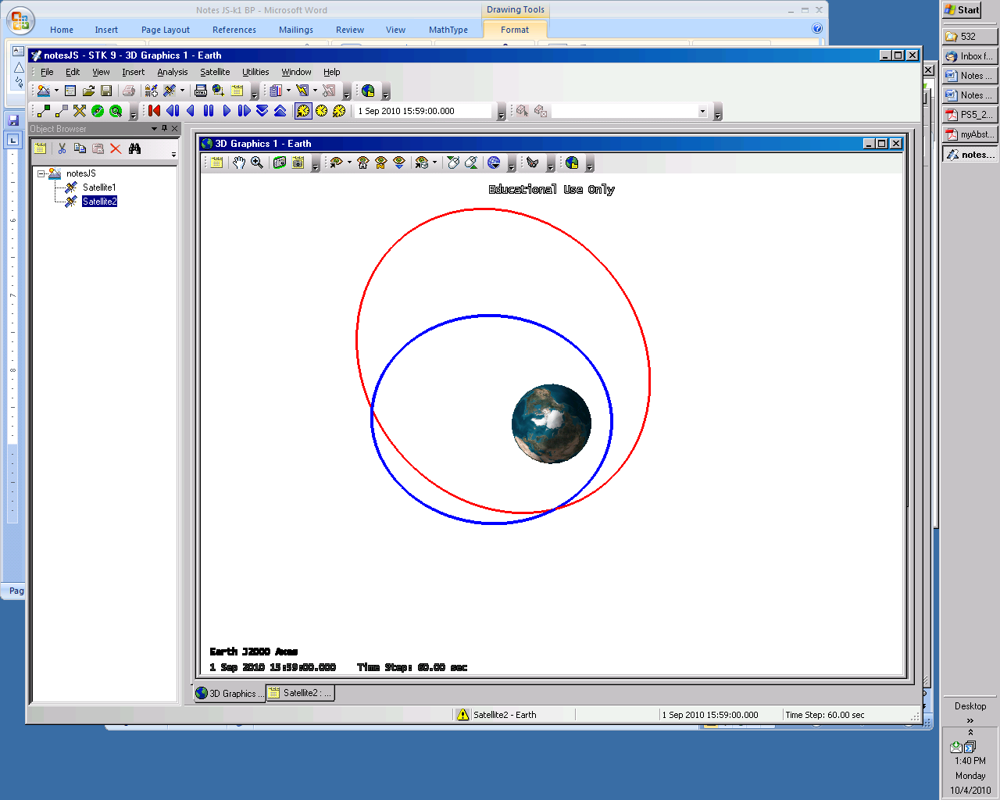 Notes JS-k1 BP - Microsoft Word
Drawing Tools
Home Insert Page Layout References Mailings Review View MathType Format
notesJS - STK 9 - 3D Graphics 1 - Earth
File Edit View Insert Analysis Satellite Utilities Window Help
1 Sep 2010 15:59:00.000
Object Browser
notesJS
Satellite1
Satellite2
3D Graphics 1 - Earth
Educational Use Only
Earth J2000 Axes
1 Sep 2010 15:59:00.000 Time Step: 60.00 sec
3D Graphics ...
Satellite2 : ...
Satellite2 - Earth
1 Sep 2010 15:59:00.000
Time Step: 60.00 sec
6
7
8
Pag
Start
532
Inbox f...
Notes ...
Notes ...
PS5_2...
myAbst...
notes...
Desktop
1:40 PM
Monday
10/4/2010